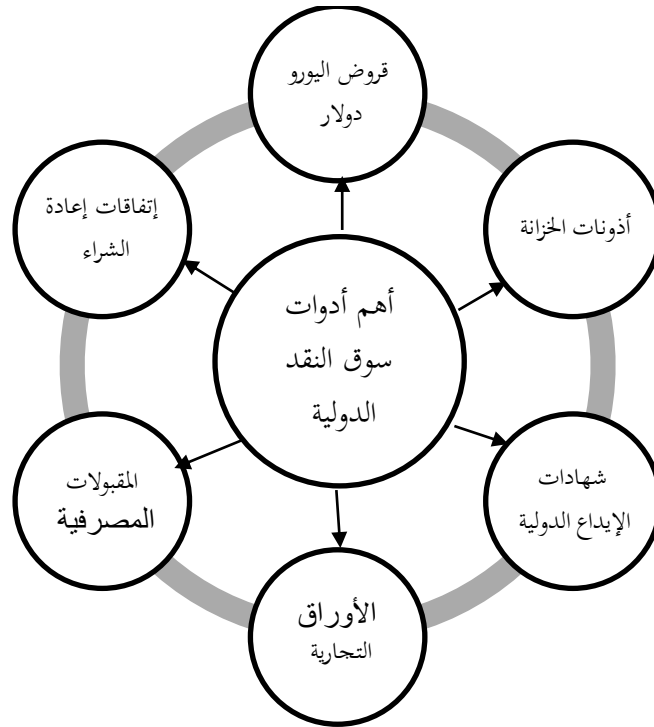 قروض اليورو
دولار
إتفاقات إعادة
الشراء
أذونات الخزانة
أهم أدوات
سوق النقد
الدولية
المقبولات
المصرفية
شهادات
الإيداع الدولية
الأوراق
التجارية